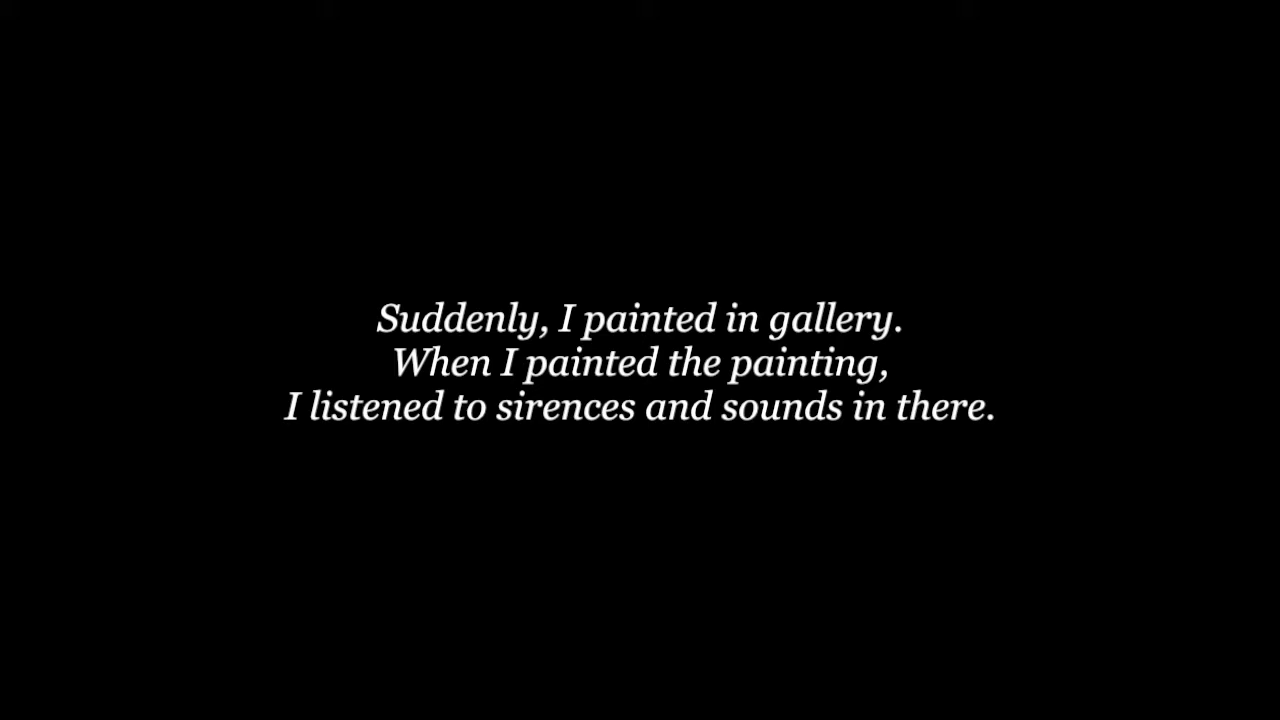 Suddenly, I painted in gallery.
When I painted the painting,
I listened to sirences and sounds in there.